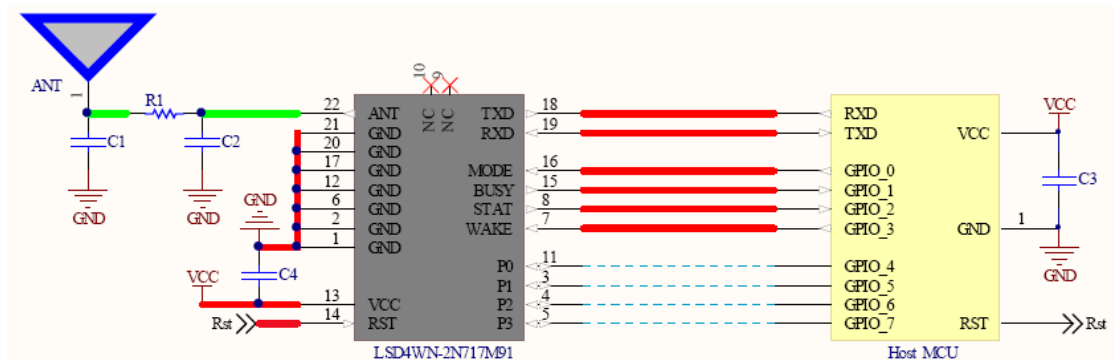 ANT
1
R1
C1
C2
GND
GND
10
9
NC
NC
22
ANT
21
GND
20
GND
17
GND
12
GND
6
GND
2
GND
1
GND
GND
C4
VCC
13
VCC
Rst
14
RST
TXD
18
RXD
19
MODE
16
BUSY
15
STAT
8
WAKE
7
P0
11
P1
3
P2
4
P3
5
LSD4WN-2N717M91
RXD
TXD
VCC
GPIO_0
GPIO_1
GPIO_2
GPIO_3
GND
1
GPIO_4
GPIO_5
GPIO_6
GPIO_7
RST
Rst
VCC
C3
GND
Host MCU